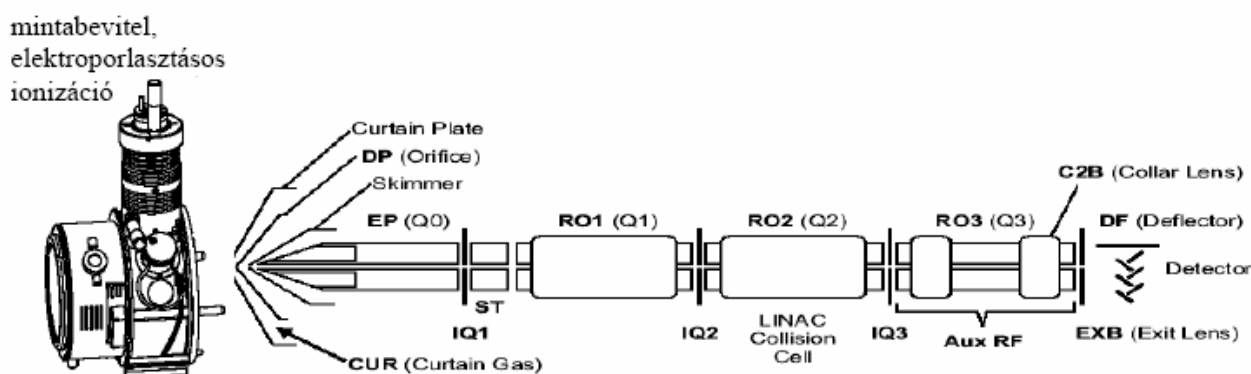 mintabevitel,
elektroporlasztásos
ionizáció
Curtain Plate
DP (Orifice)
Skimmer
EP (Q0)
RO1 (Q1)
RO2 (Q2)
RO3 (Q3)
C2B (Collar Lens)
DF (Deflector)
Detector
ST
IQ1
IQ2
LINAC
Collision
Cell
IQ3
Aux RF
EXB (Exit Lens)
CUR (Curtain Gas)